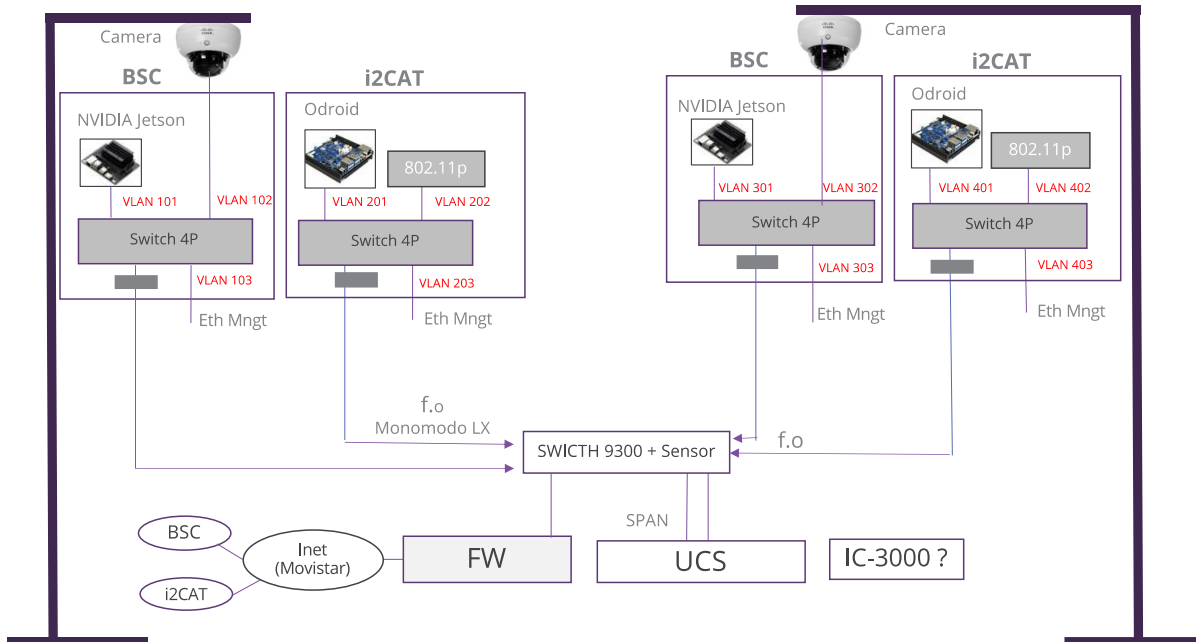 Camera
BSC
i2CAT
NVIDIA Jetson
Odroid
802.11p
VLAN 101
VLAN 102
VLAN 201
VLAN 202
Switch 4P
Switch 4P
VLAN 103
VLAN 203
Eth Mngt
Eth Mngt
Camera
BSC
i2CAT
NVIDIA Jetson
Odroid
802.11p
VLAN 301
VLAN 302
VLAN 401
VLAN 402
Switch 4P
Switch 4P
VLAN 303
VLAN 403
Eth Mngt
Eth Mngt
f.o
Monomodo LX
SWICTH 9300 + Sensor
f.o
SPAN
BSC
i2CAT
Inet
(Movistar)
FW
UCS
IC-3000 ?